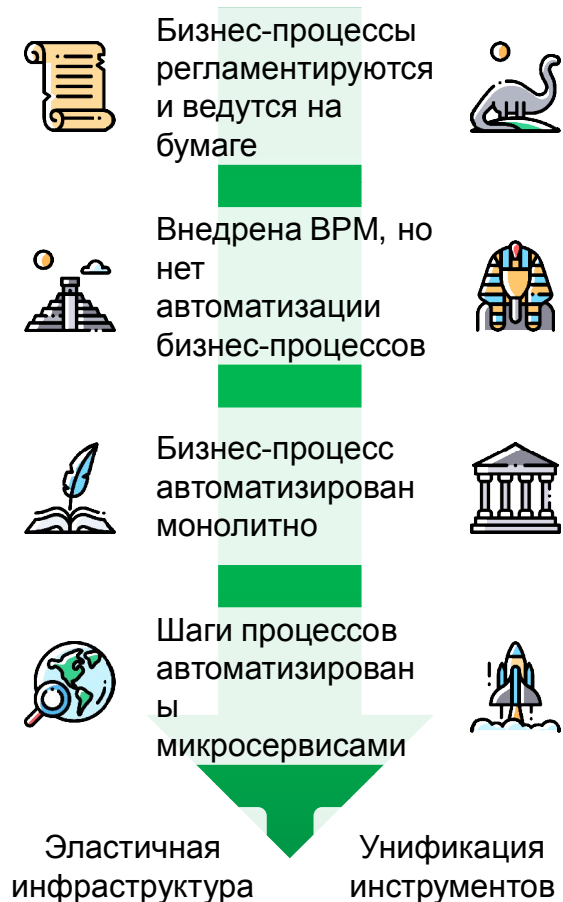 Бизнес-процессы
регламентируются
и ведутся на
бумаге
Внедрена BPM, но
нет
автоматизации
бизнес-процессов
Бизнес-процесс
автоматизирован
монолитно
Шаги процессов
автоматизирован
ы
микросервисами
Эластичная
инфраструктура
Унификация
инструментов